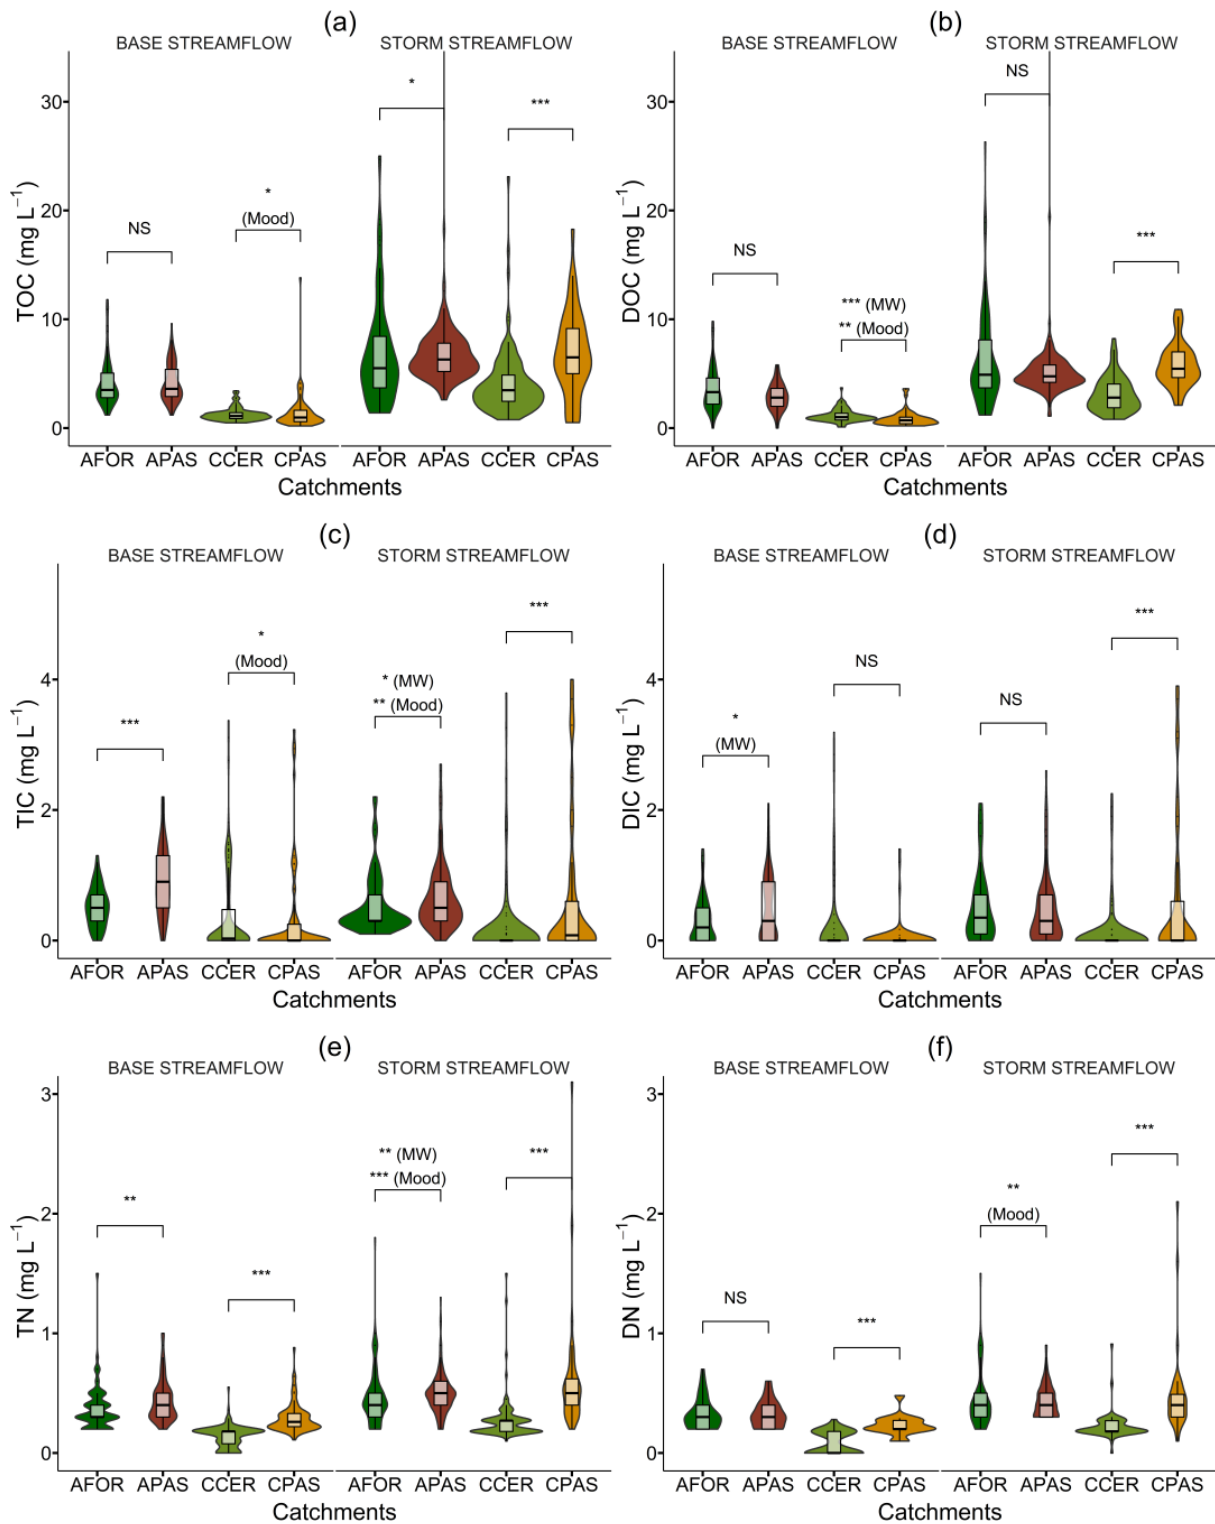 (a)
BASE STREAMFLOW STORM STREAMFLOW
TOC (mg L⁻¹)
30
20
10
0
NS
*
(Mood)
*
***
AFOR APAS CCER CPAS AFOR APAS CCER CPAS
Catchments
(b)
BASE STREAMFLOW STORM STREAMFLOW
DOC (mg L⁻¹)
30
20
10
0
NS
*** (MW)
** (Mood)
NS
***
AFOR APAS CCER CPAS AFOR APAS CCER CPAS
Catchments
(c)
BASE STREAMFLOW STORM STREAMFLOW
TIC (mg L⁻¹)
4
2
0
***
*
(Mood)
* (MW)
** (Mood)
***
AFOR APAS CCER CPAS AFOR APAS CCER CPAS
Catchments
(d)
BASE STREAMFLOW STORM STREAMFLOW
DIC (mg L⁻¹)
4
2
0
*
(MW)
NS
NS
***
AFOR APAS CCER CPAS AFOR APAS CCER CPAS
Catchments
(e)
BASE STREAMFLOW STORM STREAMFLOW
TN (mg L⁻¹)
3
2
1
0
**
***
** (MW)
*** (Mood)
***
AFOR APAS CCER CPAS AFOR APAS CCER CPAS
Catchments
(f)
BASE STREAMFLOW STORM STREAMFLOW
DN (mg L⁻¹)
3
2
1
0
NS
***
**
(Mood)
***
AFOR APAS CCER CPAS AFOR APAS CCER CPAS
Catchments